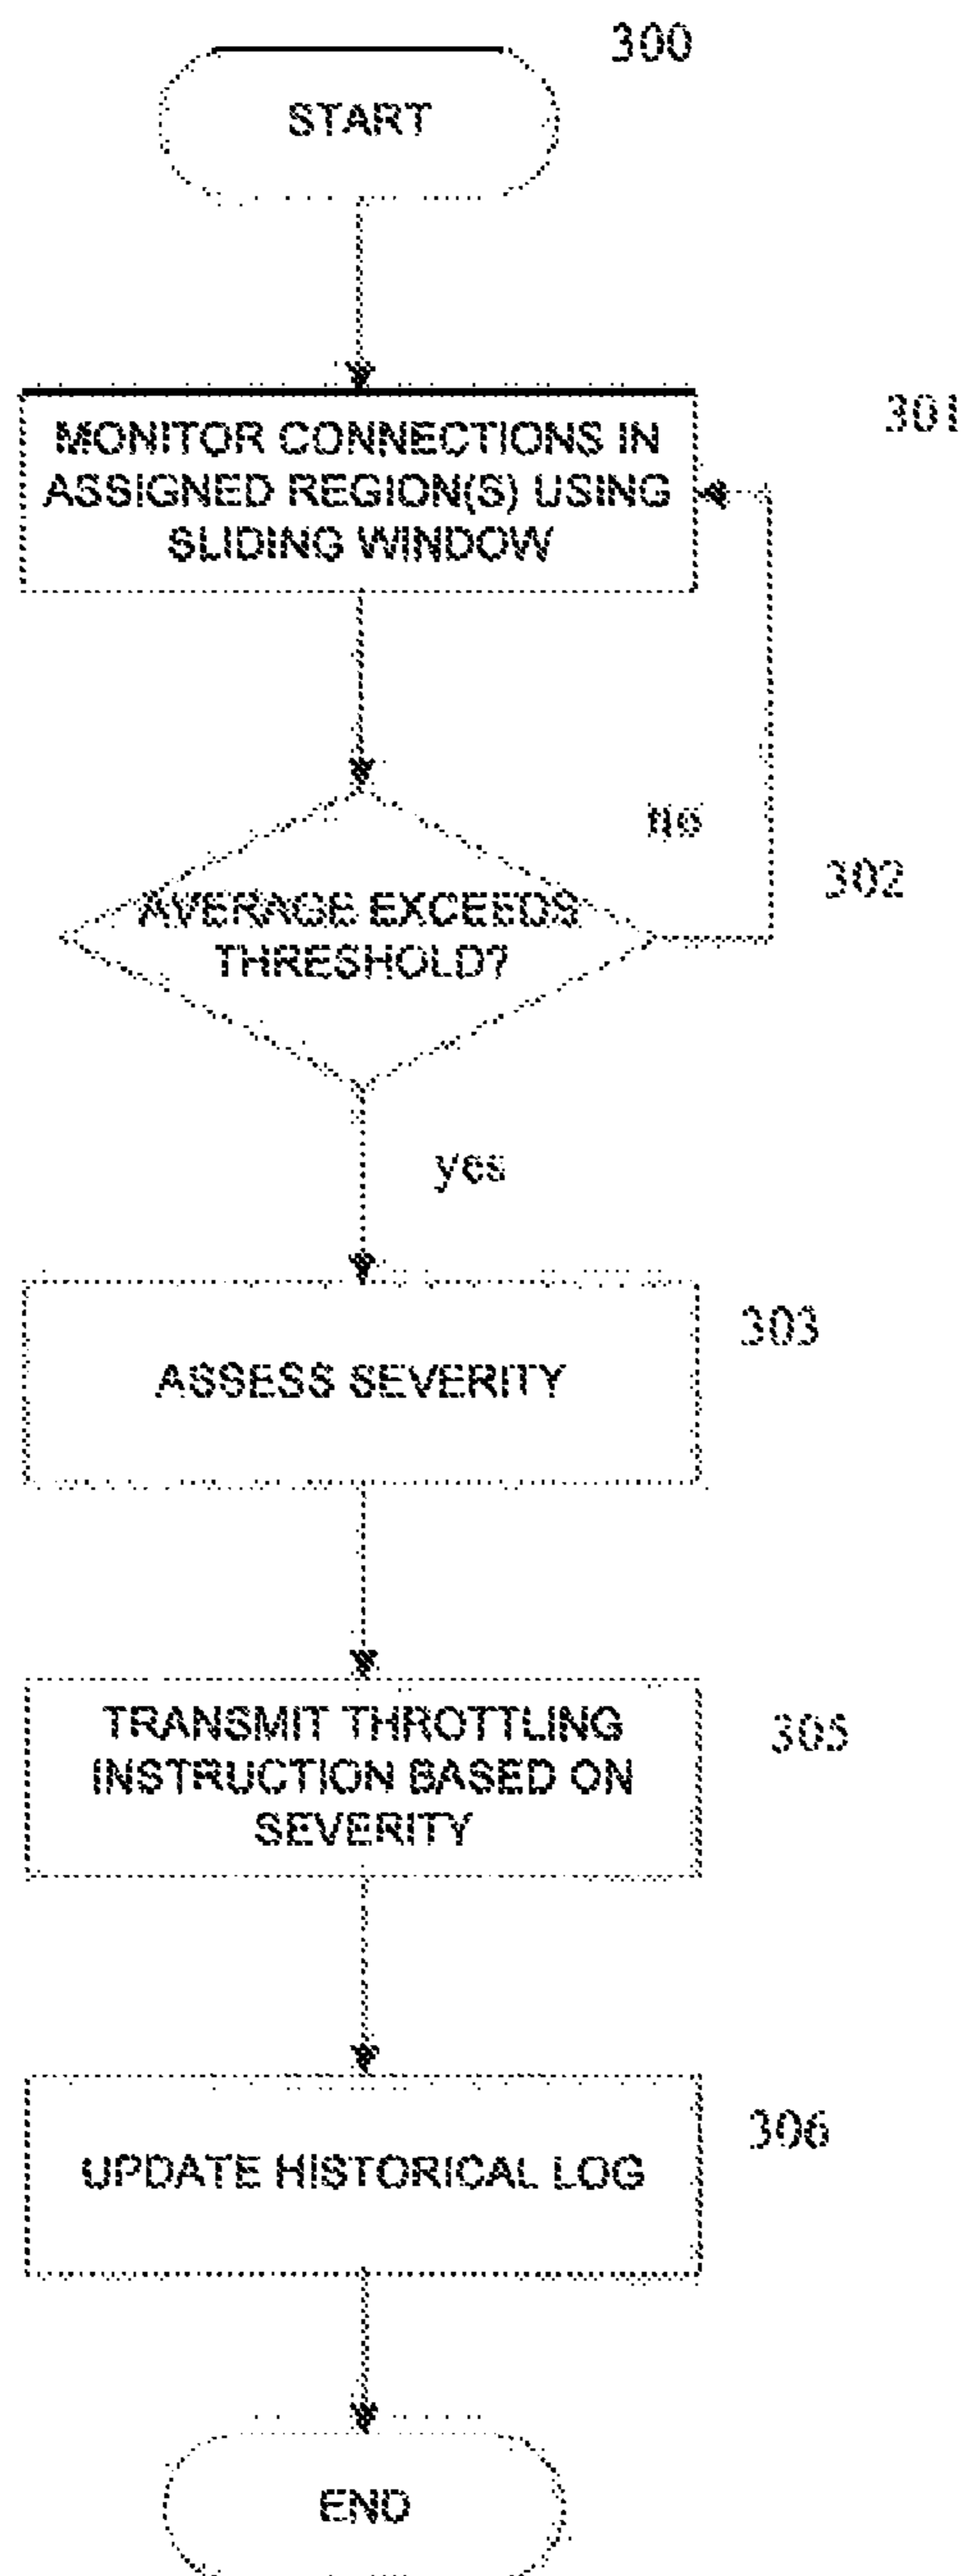 300
START
301
MONITOR CONNECTIONS IN
ASSIGNED REGION(S) USING
SLIDING WINDOW
no
302
AVERAGE EXCEEDS
THRESHOLD?
yes
303
ASSESS SEVERITY
305
TRANSMIT THROTTLING
INSTRUCTION BASED ON
SEVERITY
306
UPDATE HISTORICAL LOG
END